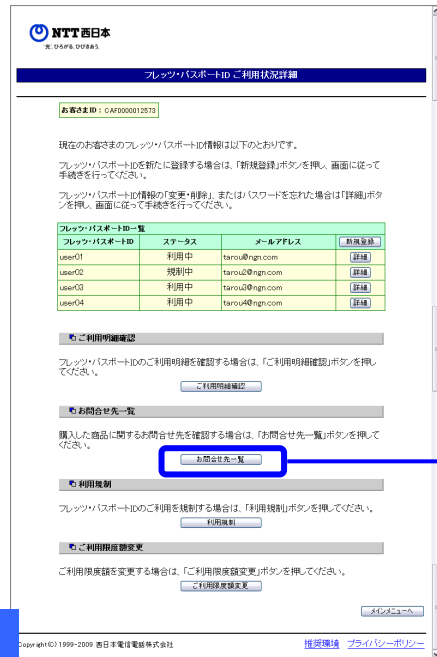 NTT西日本
光、ひろがる。ひびきあう。
フレッツ・パスポートID ご利用状況詳細
お客さまID：CAF0000012573
現在のお客さまのフレッツ・パスポートID情報は以下のとおりです。
フレッツ・パスポートIDを新たに登録する場合は、「新規登録」ボタンを押し、画面に従って
手続きを行ってください。
フレッツ・パスポートID情報の「変更・削除」、またはパスワードを忘れた場合は「詳細」ボタ
ンを押し、画面に従って手続きを行ってください。
フレッツ・パスポートID一覧
フレッツ・パスポートID ステータス メールアドレス 新規登録
user01 利用中 tarou@ngn.com 詳細
user02 規制中 tarou2@ngn.com 詳細
user03 利用中 tarou3@ngn.com 詳細
user04 利用中 tarou4@ngn.com 詳細
ご利用明細確認
フレッツ・パスポートIDのご利用明細を確認する場合は、「ご利用明細確認」ボタンを押し
てください。
ご利用明細確認
お問合せ先一覧
購入した商品に関するお問合せ先を確認する場合は、「お問合せ先一覧」ボタンを押して
ください。
お問合せ先一覧
利用規制
フレッツ・パスポートIDのご利用を規制する場合は、「利用規制」ボタンを押してください。
利用規制
ご利用限度額変更
ご利用限度額を変更する場合は、「ご利用限度額変更」ボタンを押してください。
ご利用限度額変更
メインメニューへ
Copyright(C) 1999-2009 西日本電信電話株式会社 推奨環境 プライバシーポリシー